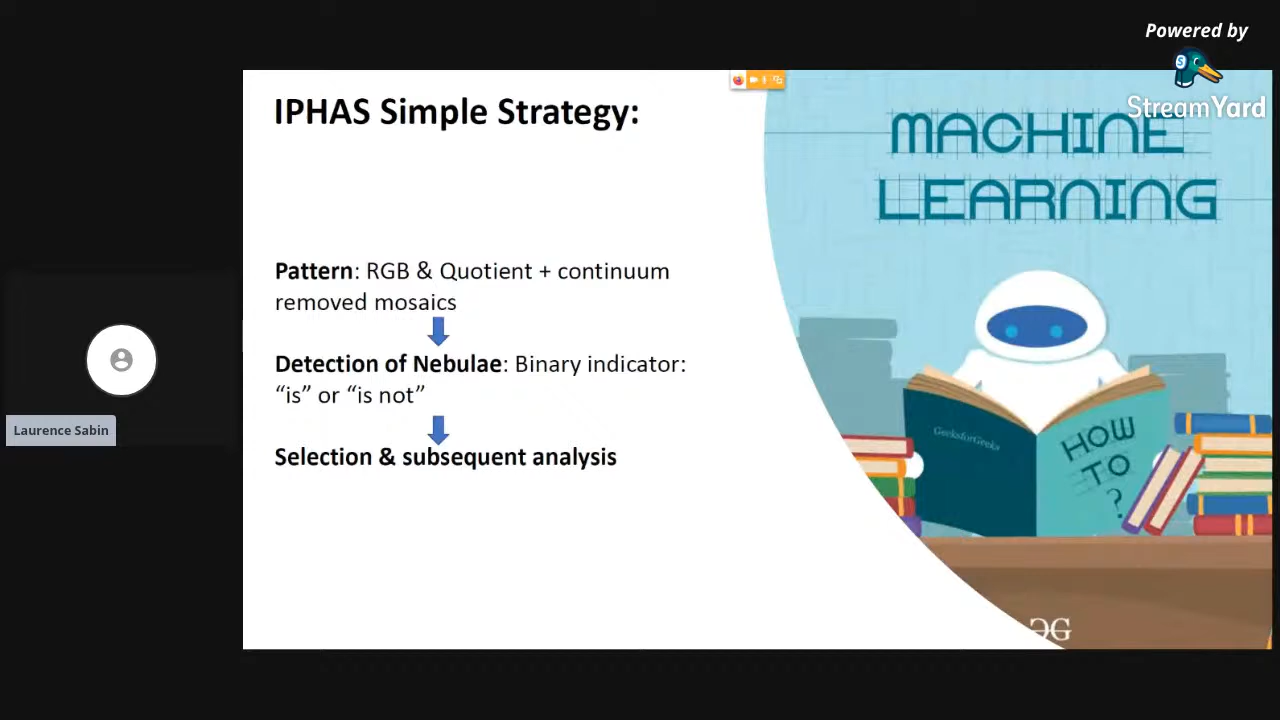 Powered by
StreamYard
IPHAS Simple Strategy:
MACHINE
LEARNING
Pattern: RGB & Quotient + continuum
removed mosaics
Detection of Nebulae: Binary indicator:
“is” or “is not”
Selection & subsequent analysis
GeeksforGeeks
HOW
TO
?
Laurence Sabin